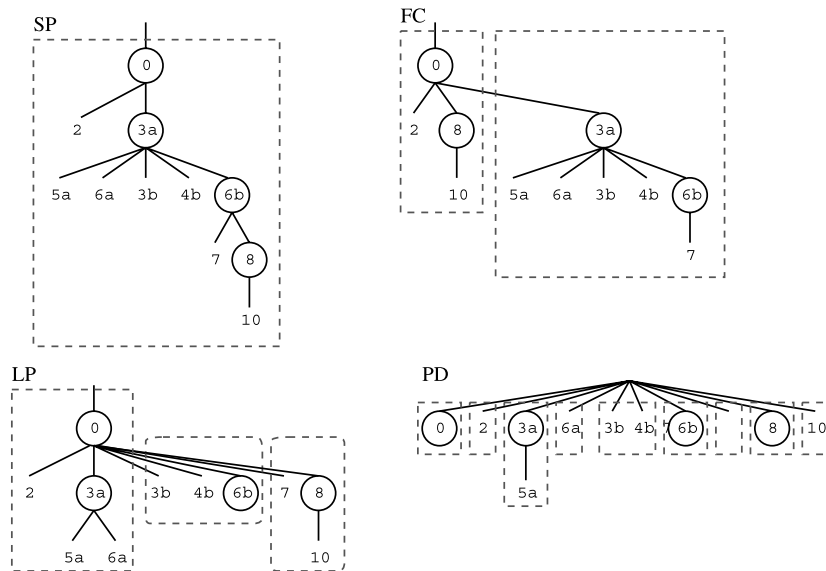 SP FC
0 0
2 3a 2 8 3a
5a 6a 3b 4b 6b 10 5a 6a 3b 4b 6b
7 8 7
10
LP PD
0 0 2 3a 6a 3b 4b 7 6b 8 10
2 3a 3b 4b 6b 7 8 5a
5a 6a 10